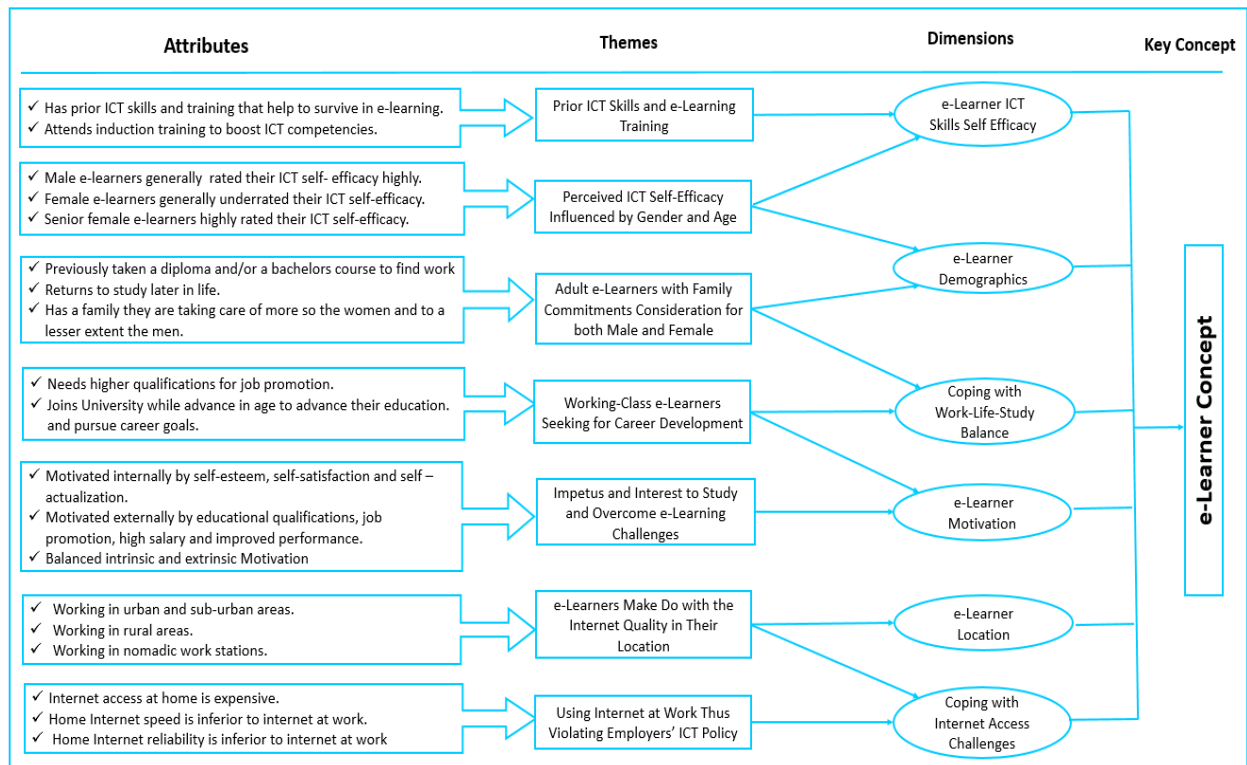 Attributes
Themes
Dimensions
Key Concept
✓ Has prior ICT skills and training that help to survive in e-learning.
✓ Attends induction training to boost ICT competencies.
Prior ICT Skills and e-Learning
Training
e-Learner ICT
Skills Self Efficacy
✓ Male e-learners generally rated their ICT self- efficacy highly.
✓ Female e-learners generally underrated their ICT self-efficacy.
✓ Senior female e-learners highly rated their ICT self-efficacy.
Perceived ICT Self-Efficacy
Influenced by Gender and Age
e-Learner
Demographics
✓ Previously taken a diploma and/or a bachelors course to find work
✓ Returns to study later in life.
✓ Has a family they are taking care of more so the women and to a
lesser extent the men.
Adult e-Learners with Family
Commitments Consideration for
both Male and Female
✓ Needs higher qualifications for job promotion.
✓ Joins University while advance in age to advance their education.
and pursue career goals.
Working-Class e-Learners
Seeking for Career Development
Coping with
Work-Life-Study
Balance
✓ Motivated internally by self-esteem, self-satisfaction and self –
actualization.
✓ Motivated externally by educational qualifications, job
promotion, high salary and improved performance.
✓ Balanced intrinsic and extrinsic Motivation
Impetus and Interest to Study
and Overcome e-Learning
Challenges
e-Learner
Motivation
✓ Working in urban and sub-urban areas.
✓ Working in rural areas.
✓ Working in nomadic work stations.
e-Learners Make Do with the
Internet Quality in Their
Location
e-Learner
Location
✓ Internet access at home is expensive.
✓ Home Internet speed is inferior to internet at work.
✓ Home Internet reliability is inferior to internet at work
Using Internet at Work Thus
Violating Employers’ ICT Policy
Coping with
Internet Access
Challenges
e-Learner Concept